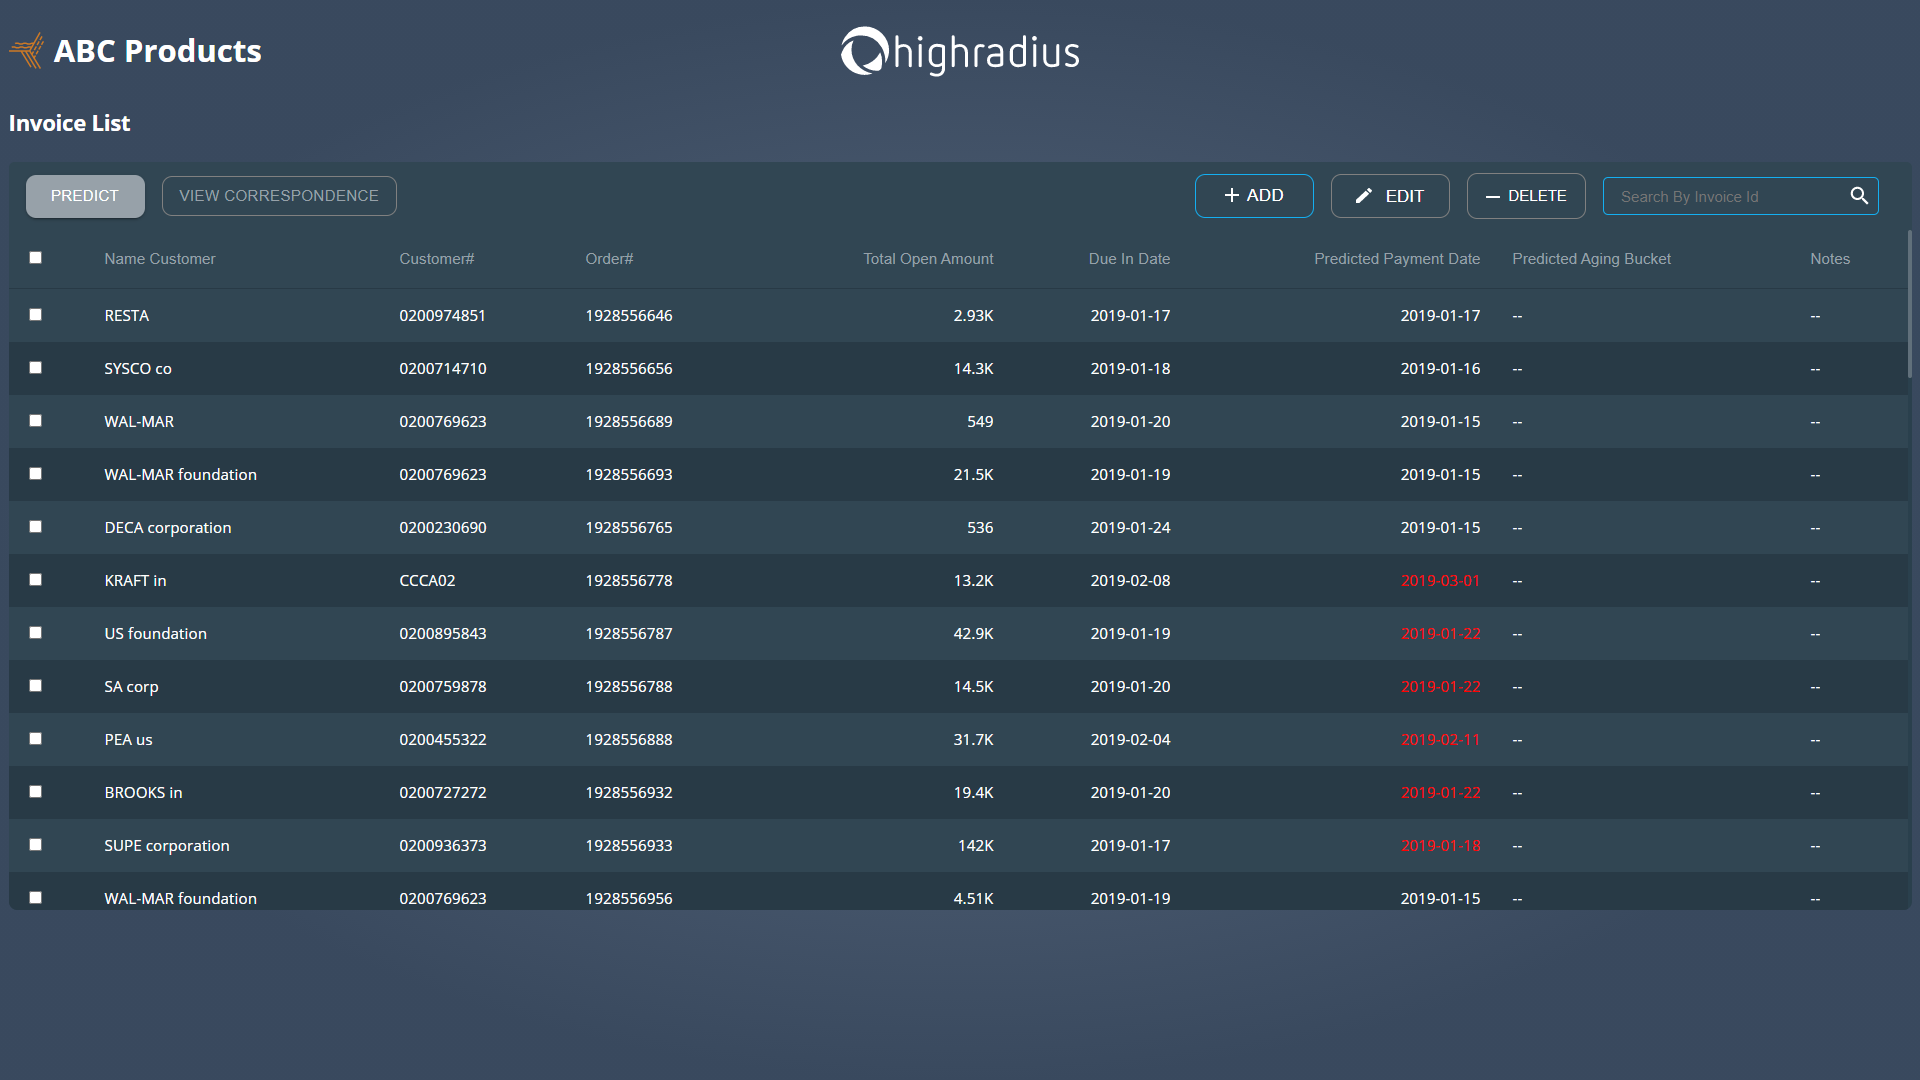 ABC Products
highradius
Invoice List
PREDICT VIEW CORRESPONDENCE + ADD EDIT — DELETE Search By Invoice Id
Name Customer Customer# Order# Total Open Amount Due In Date Predicted Payment Date Predicted Aging Bucket Notes
RESTA 0200974851 1928556646 2.93K 2019-01-17 2019-01-17 -- --
SYSCO co 0200714710 1928556656 14.3K 2019-01-18 2019-01-16 -- --
WAL-MAR 0200769623 1928556689 549 2019-01-20 2019-01-15 -- --
WAL-MAR foundation 0200769623 1928556693 21.5K 2019-01-19 2019-01-15 -- --
DECA corporation 0200230690 1928556765 536 2019-01-24 2019-01-15 -- --
KRAFT in CCCA02 1928556778 13.2K 2019-02-08 2019-03-01 -- --
US foundation 0200895843 1928556787 42.9K 2019-01-19 2019-01-22 -- --
SA corp 0200759878 1928556788 14.5K 2019-01-20 2019-01-22 -- --
PEA us 0200455322 1928556888 31.7K 2019-02-04 2019-02-11 -- --
BROOKS in 0200727272 1928556932 19.4K 2019-01-20 2019-01-22 -- --
SUPE corporation 0200936373 1928556933 142K 2019-01-17 2019-01-18 -- --
WAL-MAR foundation 0200769623 1928556956 4.51K 2019-01-19 2019-01-15 -- --